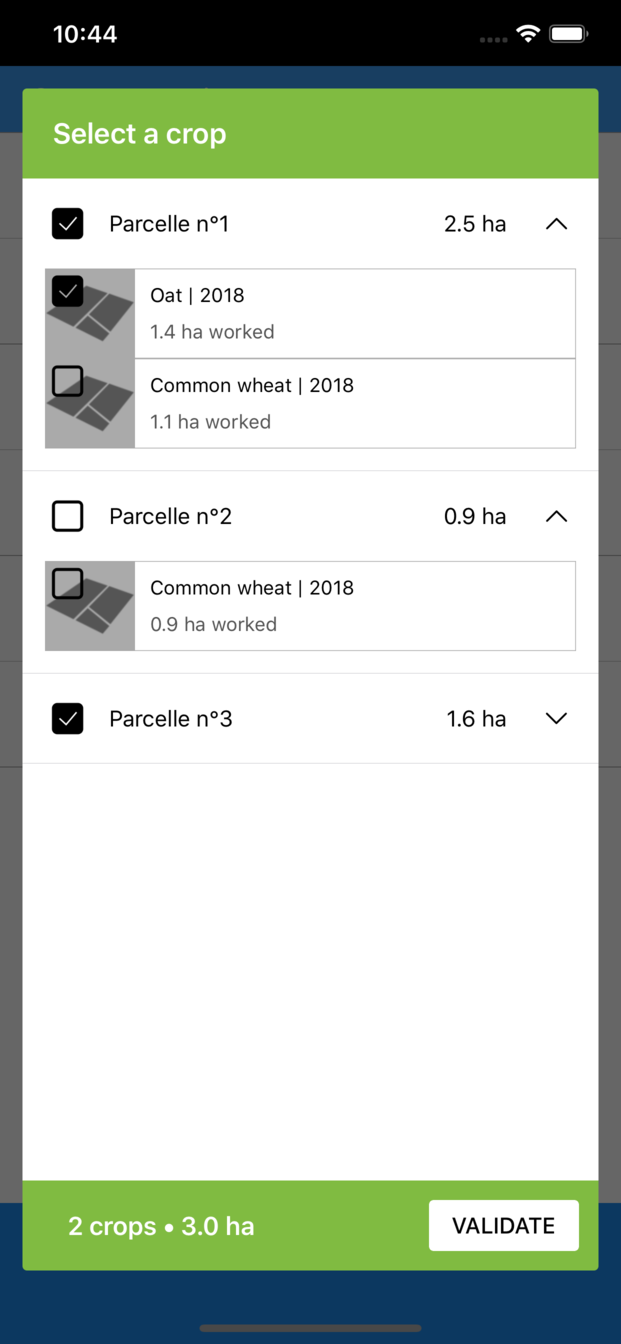 10:44
Select a crop
Parcelle n°1 2.5 ha
Oat | 2018
1.4 ha worked
Common wheat | 2018
1.1 ha worked
Parcelle n°2 0.9 ha
Common wheat | 2018
0.9 ha worked
Parcelle n°3 1.6 ha
2 crops • 3.0 ha VALIDATE